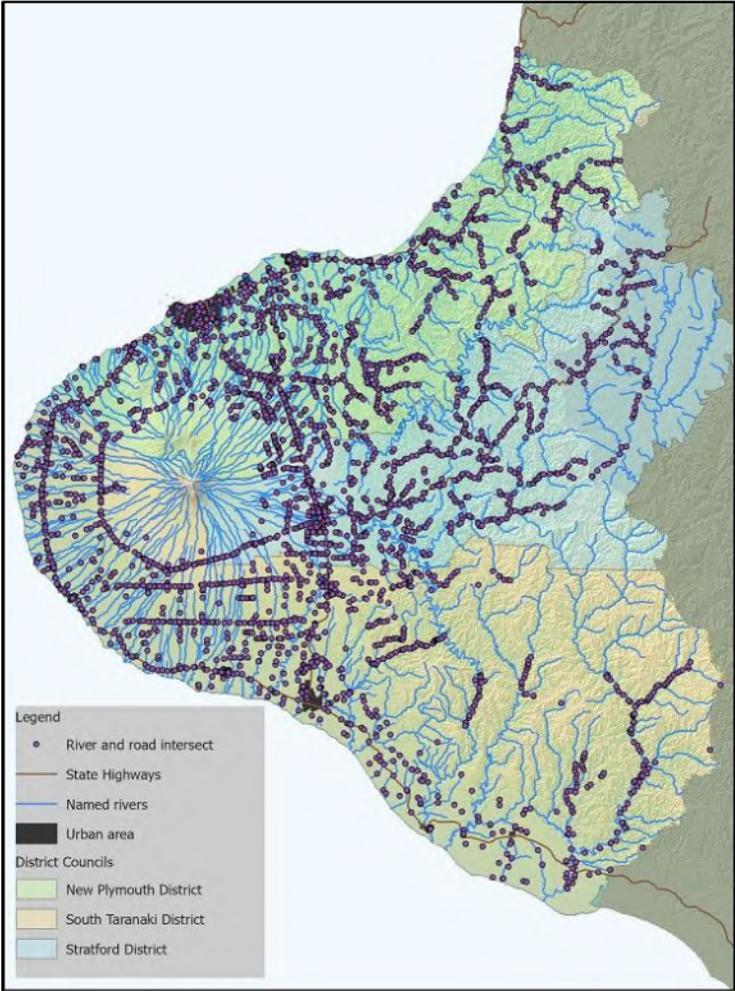 Legend
River and road intersect
State Highways
Named rivers
Urban area
District Councils
New Plymouth District
South Taranaki District
Stratford District